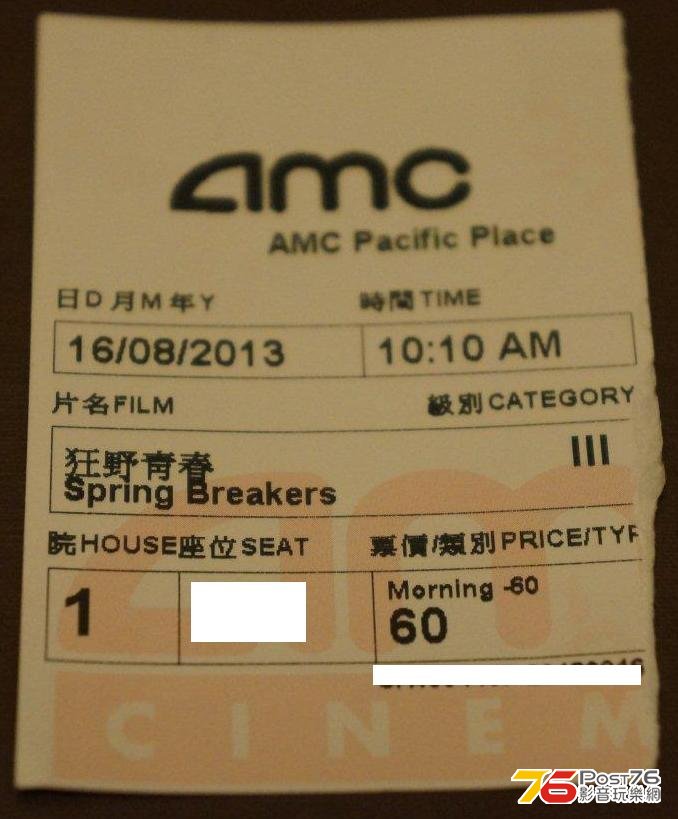 amc
AMC Pacific Place
日D 月M 年Y 時間TIME
16/08/2013 10:10 AM
片名FILM 級別CATEGORY
狂野青春 III
Spring Breakers
院HOUSE 座位SEAT 票價/類別PRICE/TYP
1 Morning -60
60
amc
CINEM
76 Post76
影音玩樂網